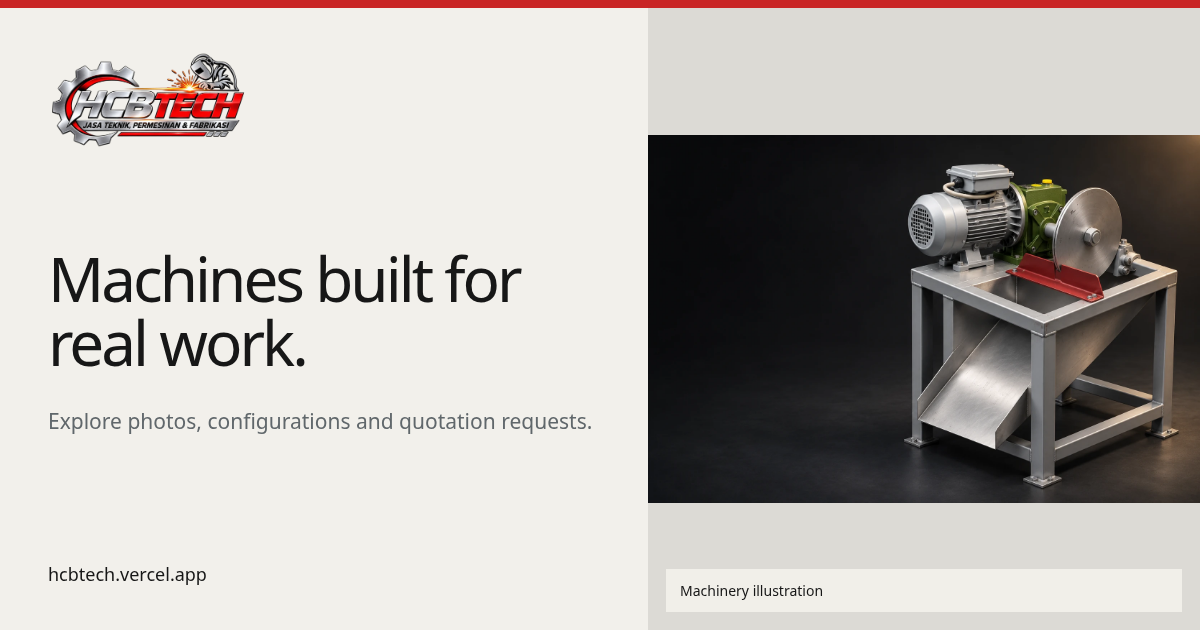 HCBTECH
JASA TEKNIK, PERMESINAN & FABRIKASI
Machines built for
real work.
Explore photos, configurations and quotation requests.
hcbtech.vercel.app
Machinery illustration